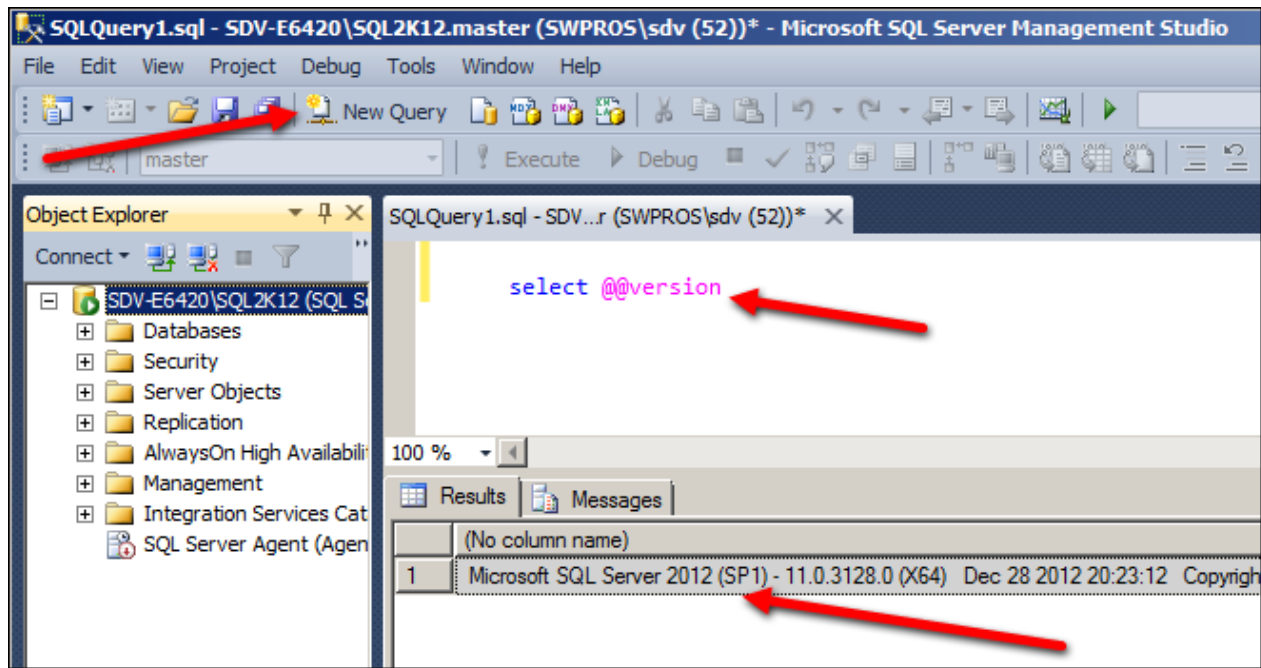 SQLQuery1.sql - SDV-E6420\SQL2K12.master (SWPROS\sdv (52))* - Microsoft SQL Server Management Studio
File Edit View Project Debug Tools Window Help
New Query
master Execute Debug
Object Explorer
Connect
SDV-E6420\SQL2K12 (SQL
Databases
Security
Server Objects
Replication
AlwaysOn High
Management
Integration Services
SQL Server Agent
SQLQuery1.sql - SDV...r (SWPROS\sdv (52))*
select @@version
100 %
Results Messages
(No column name)
1 Microsoft SQL Server 2012 (SP1) - 11.0.3128.0 (X64) Dec 28 2012 20:23:12